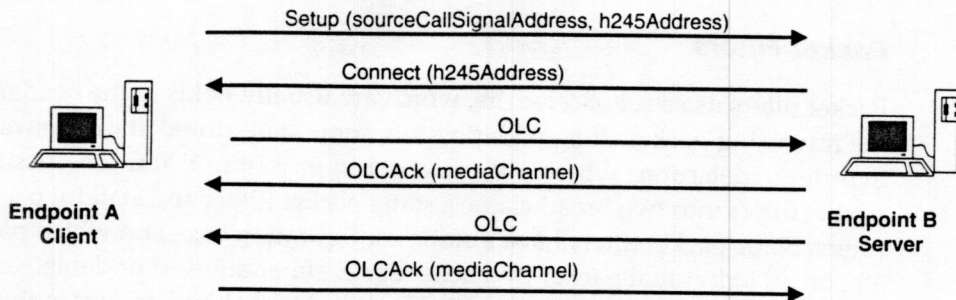 Setup (sourceCallSignalAddress, h245Address)
Connect (h245Address)
OLC
OLCAck (mediaChannel)
Endpoint A
Client
Endpoint B
Server
OLC
OLCAck (mediaChannel)